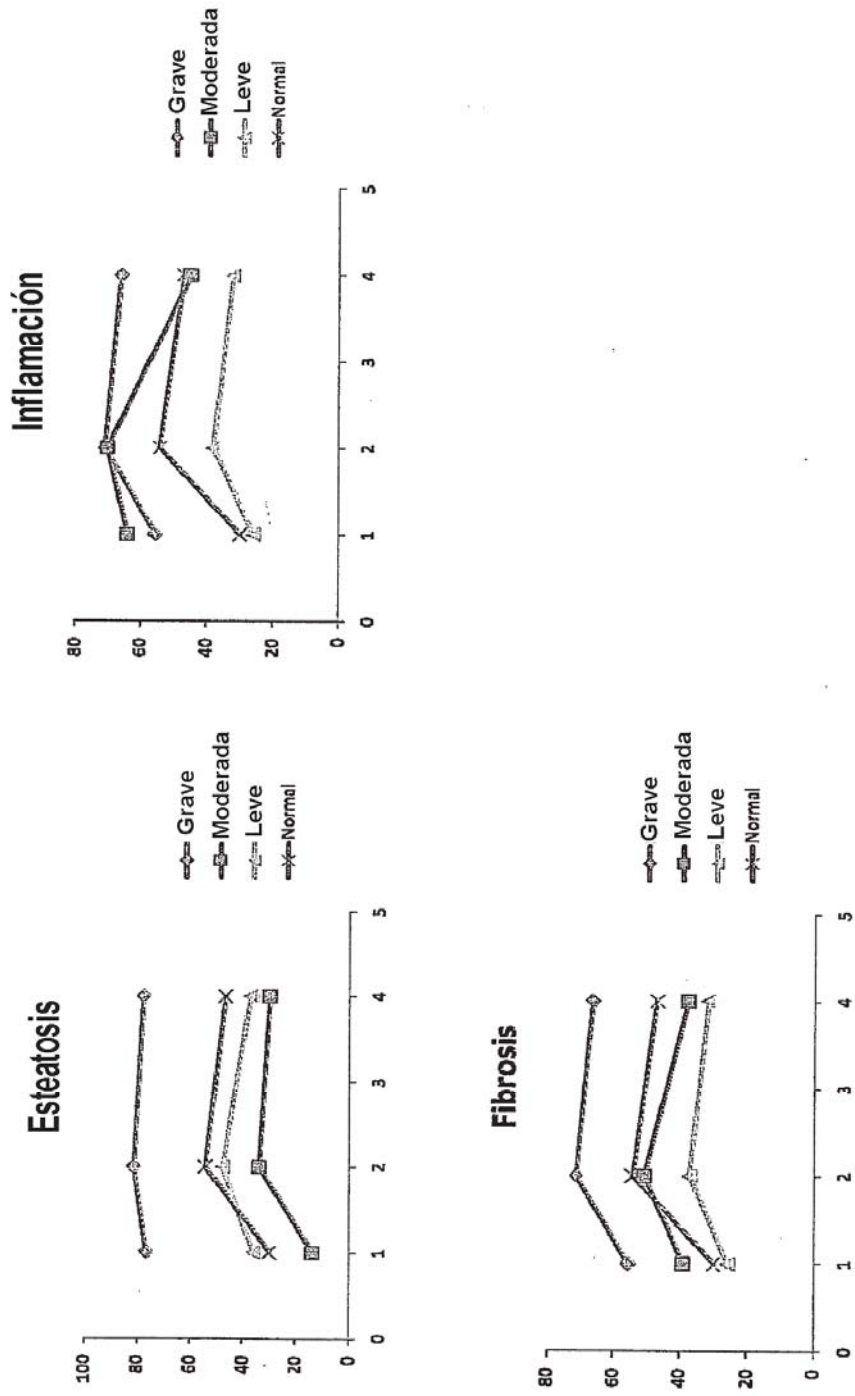 Esteatosis
100
80
60
40
20
0
0 1 2 3 4 5
Grave
Moderada
Leve
Normal
Inflamación
80
60
40
20
0
0 1 2 3 4 5
Grave
Moderada
Leve
Normal
Fibrosis
80
60
40
20
0
0 1 2 3 4 5
Grave
Moderada
Leve
Normal